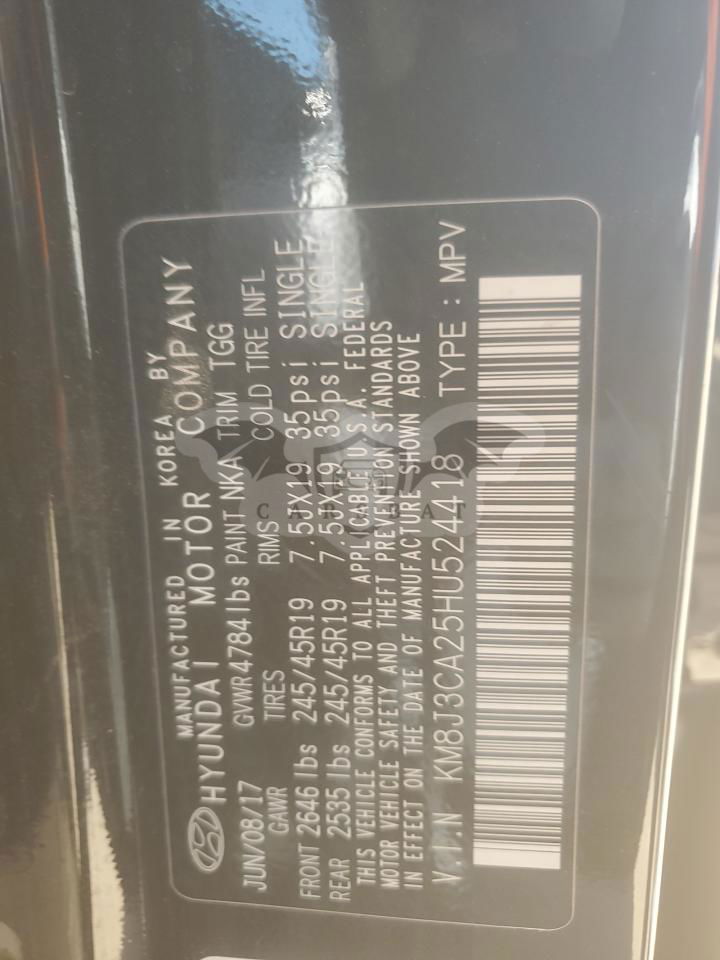 MANUFACTURED IN KOREA BY
HYUNDAI MOTOR COMPANY
JUN/08/17 GVWR 4784 lbs PAINT NKA TRIM TGG
GAWR TIRES RIMS COLD TIRE INFL
FRONT 2646 lbs 245/45R19 7.50X19 35psi SINGLE
REAR 2535 lbs 245/45R19 7.50X19 35psi SINGLE
THIS VEHICLE CONFORMS TO ALL APPLICABLE U.S.A. FEDERAL
MOTOR VEHICLE SAFETY AND THEFT PREVENTION STANDARDS
IN EFFECT ON THE DATE OF MANUFACTURE SHOWN ABOVE
V.I.N KM8J3CA25HU524418 TYPE : MPV